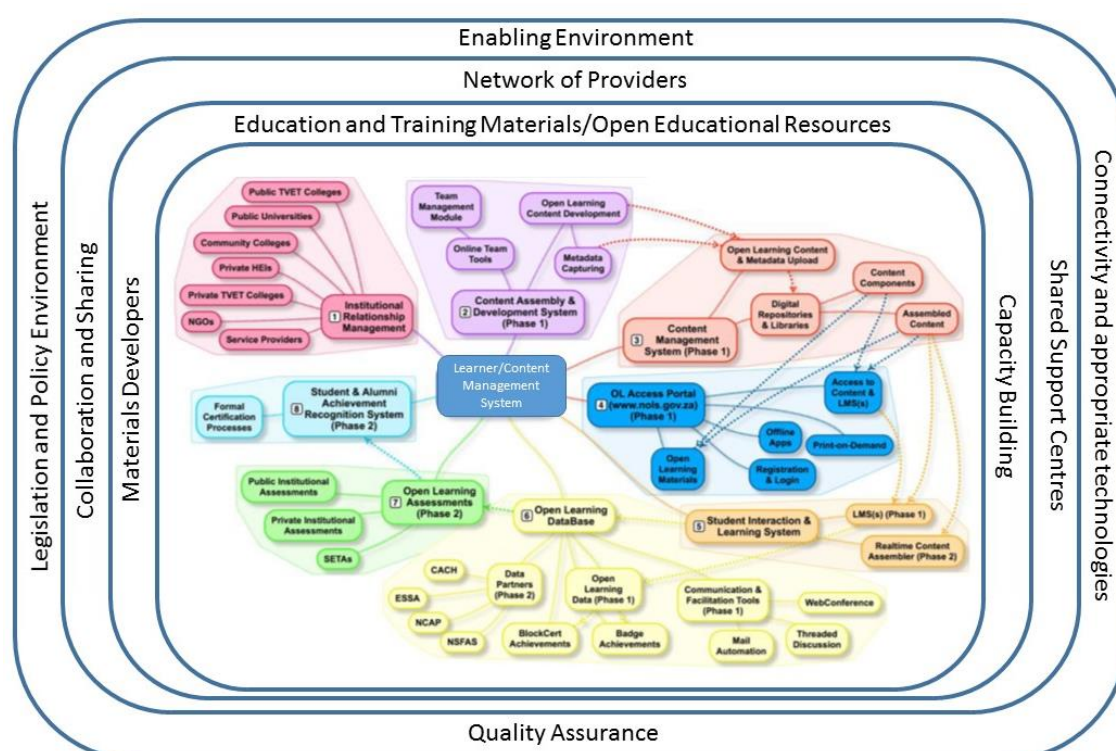 Enabling Environment
Network of Providers
Education and Training Materials/Open Educational Resources
Legislation and Policy Environment
Collaboration and Sharing
Materials Developers
Public TVET Colleges
Public Universities
Community Colleges
Private HEIs
Private TVET Colleges
NGOs
Service Providers
1
Institutional
Relationship
Management
Team
Management
Module
Open Learning
Content Development
Online Team
Tools
Metadata
Capturing
2
Content Assembly &
Development System
(Phase 1)
Open Learning Content
& Metadata Upload
Content
Components
Digital
Repositories
& Libraries
Assembled
Content
3
Content
Management
System (Phase 1)
Learner/Content
Management
System
8
Student & Alumni
Achievement
Recognition System
(Phase 2)
Formal
Certification
Processes
4
OL Access Portal
(www.nols.gov.za)
(Phase 1)
Access to
Content &
LMS(s)
Offline
Apps
Print-on-Demand
Open
Learning
Materials
Registration
& Login
Public Institutional
Assessments
7
Open Learning
Assessments
(Phase 2)
Private Institutional
Assessments
SETAs
6
Open Learning
DataBase
5
Student Interaction &
Learning System
LMS(s) (Phase 1)
Realtime Content
Assembler (Phase 2)
CACH
ESSA
NCAP
NSFAS
Data
Partners
(Phase 2)
Open
Learning
Data (Phase 1)
BlockCert
Achievements
Badge
Achievements
Communication &
Facilitation Tools
(Phase 1)
WebConference
Mail
Automation
Threaded
Discussion
Capacity Building
Shared Support Centres
Connectivity and appropriate technologies
Quality Assurance